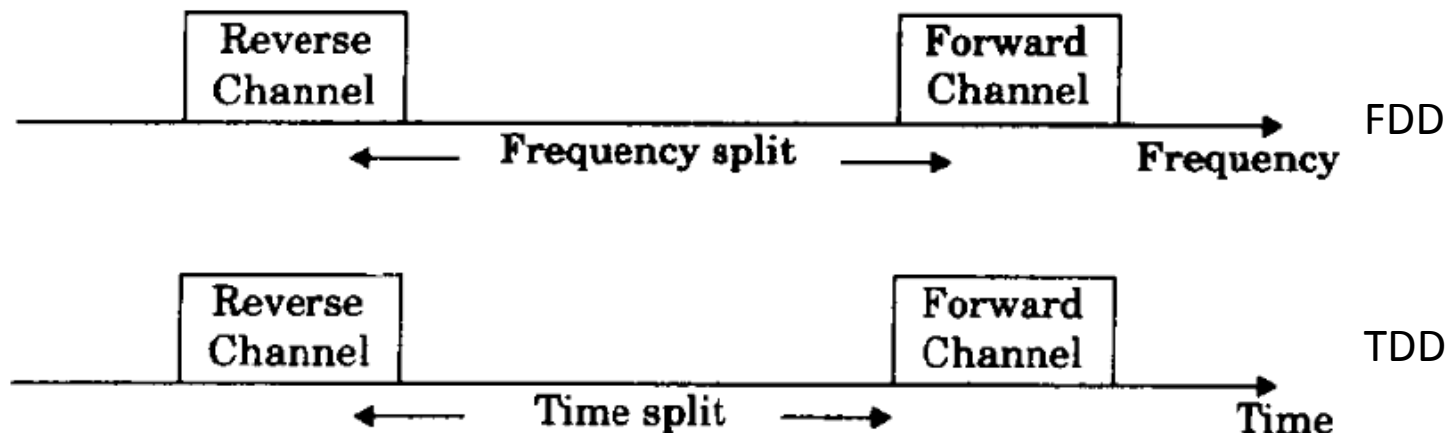 Reverse
Channel
Forward
Channel
FDD
Frequency split
Frequency
Reverse
Channel
Forward
Channel
TDD
Time split
Time